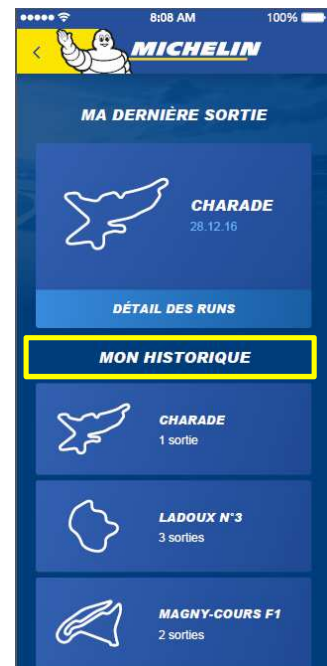 8:08 AM 100%
MICHELIN
MA DERNIÈRE SORTIE
CHARADE
28.12.16
DÉTAIL DES RUNS
MON HISTORIQUE
CHARADE
1 sortie
LADOUX N°3
3 sorties
MAGNY-COURS F1
2 sorties